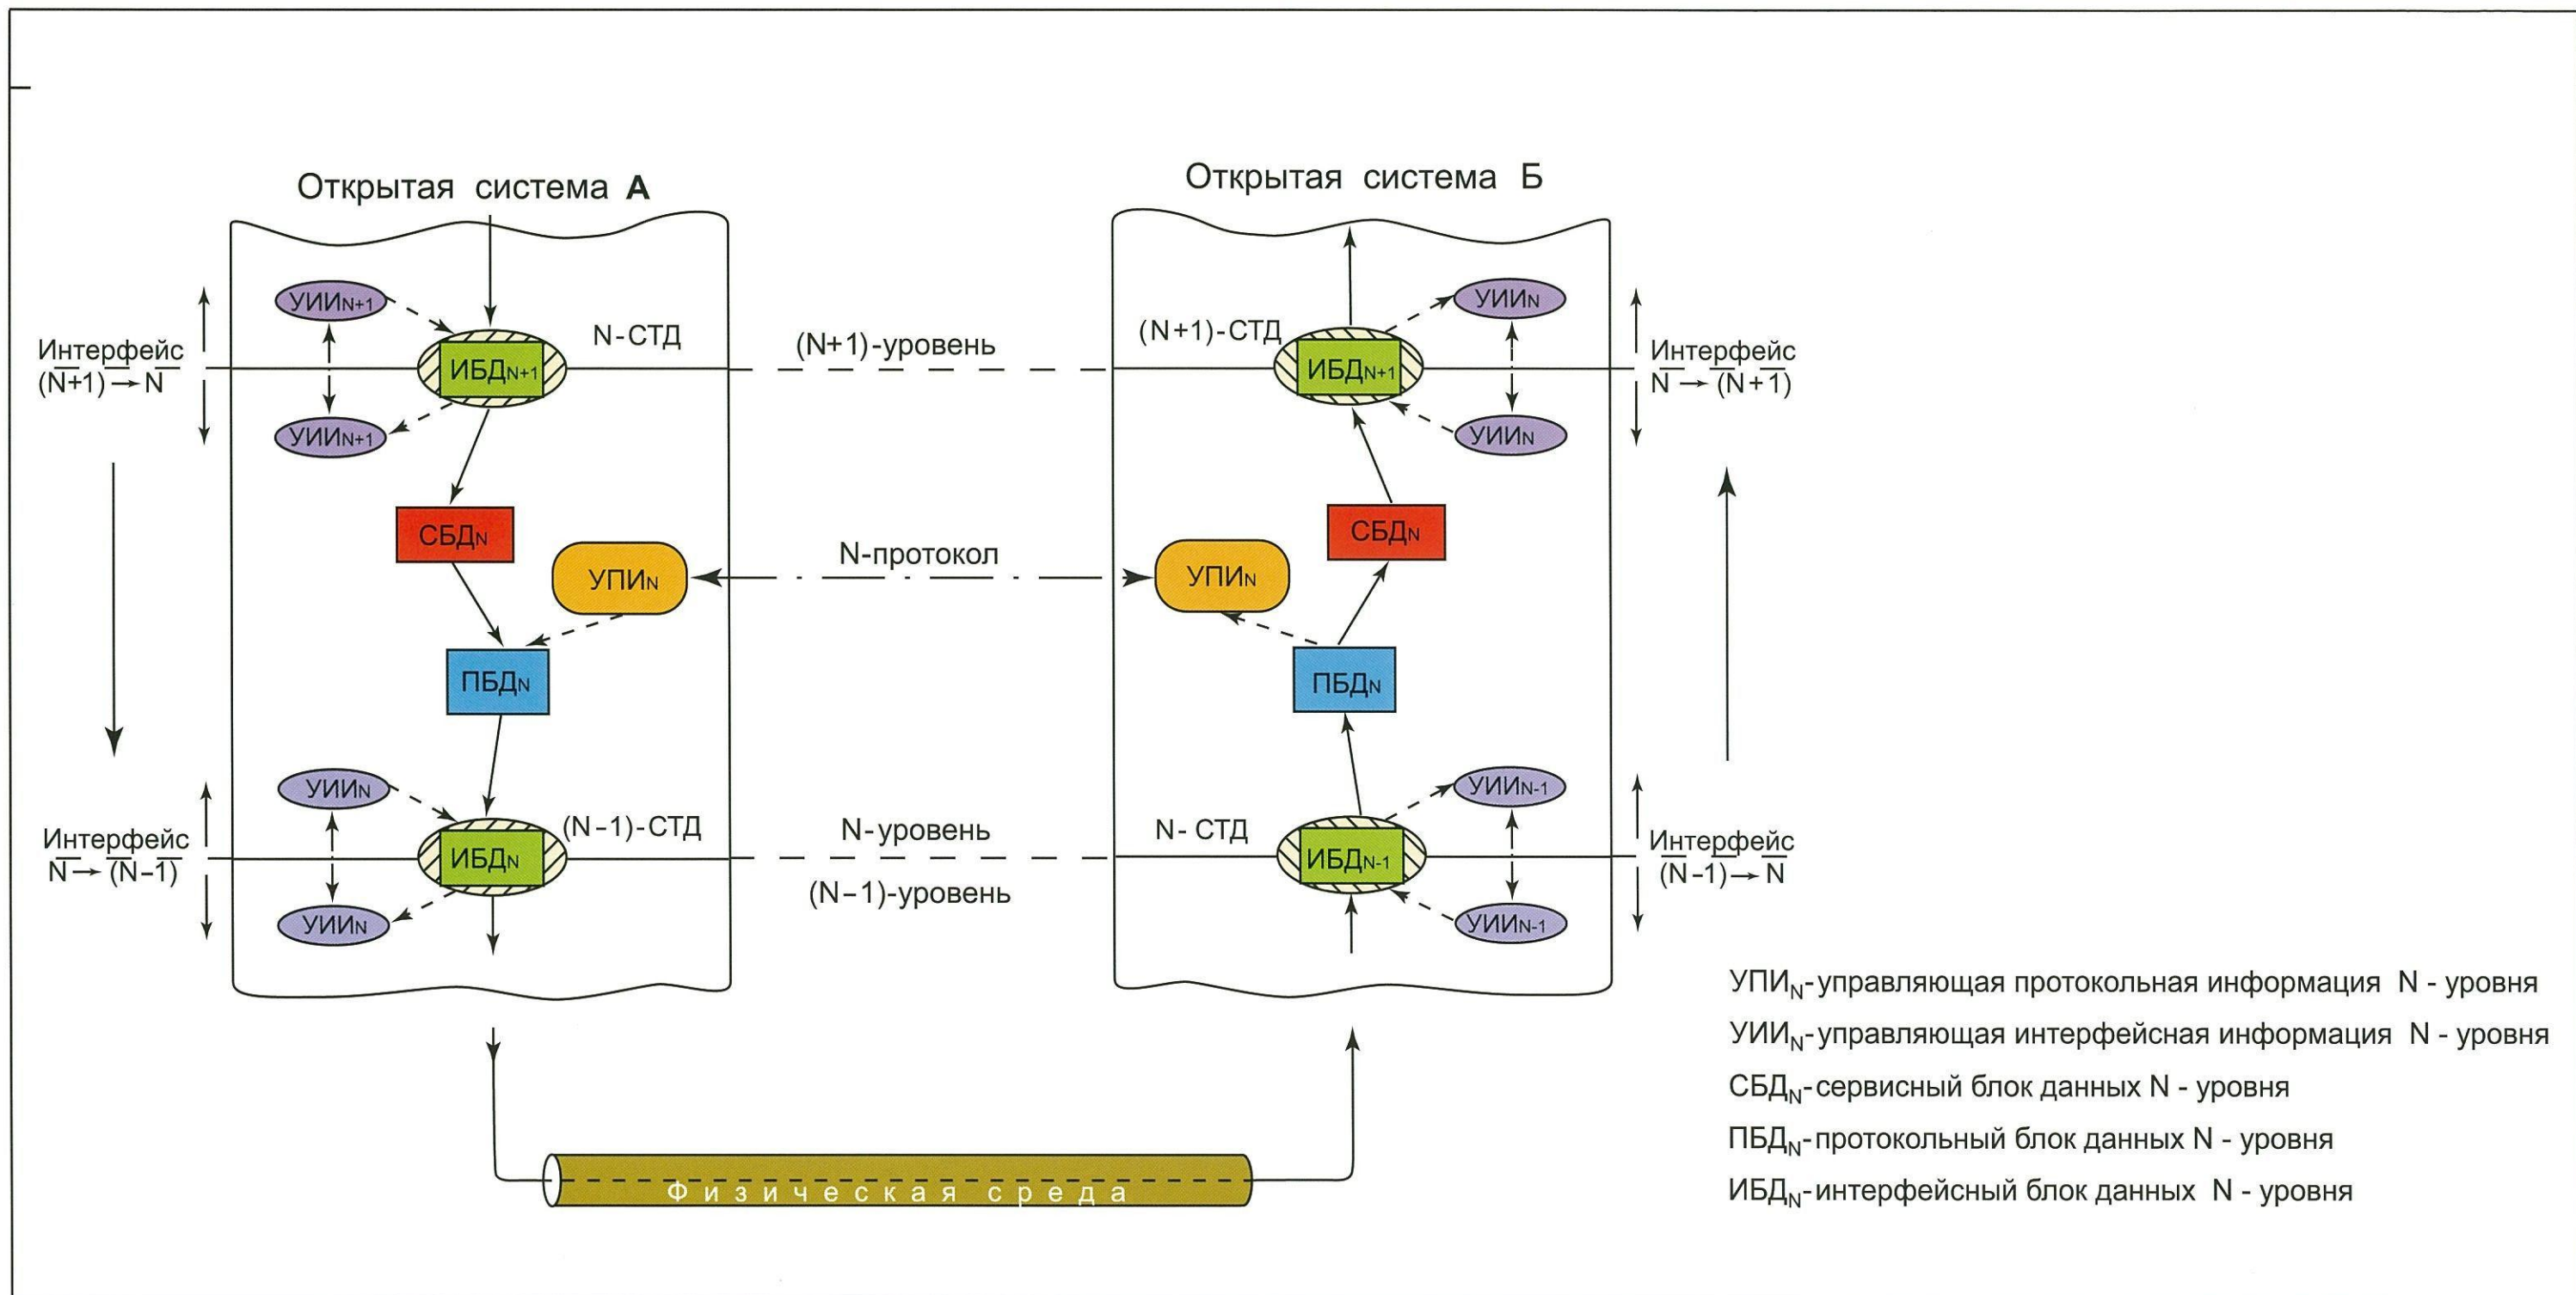 Открытая система А
Открытая система Б
УИИN+1
УИИN
N-СТД
(N+1)-уровень
(N+1)-СТД
Интерфейс
(N+1)→N
ИБДN+1
ИБДN+1
Интерфейс
N→(N+1)
УИИN+1
УИИN
СБДN
СБДN
N-протокол
УПИN
УПИN
ПБДN
ПБДN
УИИN
УИИN-1
(N-1)-СТД
N-уровень
N- СТД
Интерфейс
N→(N-1)
ИБДN
ИБДN-1
Интерфейс
(N-1)→N
(N-1)-уровень
УИИN
УИИN-1
УПИN-управляющая протокольная информация N - уровня
УИИN-управляющая интерфейсная информация N - уровня
СБДN-сервисный блок данных N - уровня
ПБДN-протокольный блок данных N - уровня
ИБДN-интерфейсный блок данных N - уровня
Физическая среда